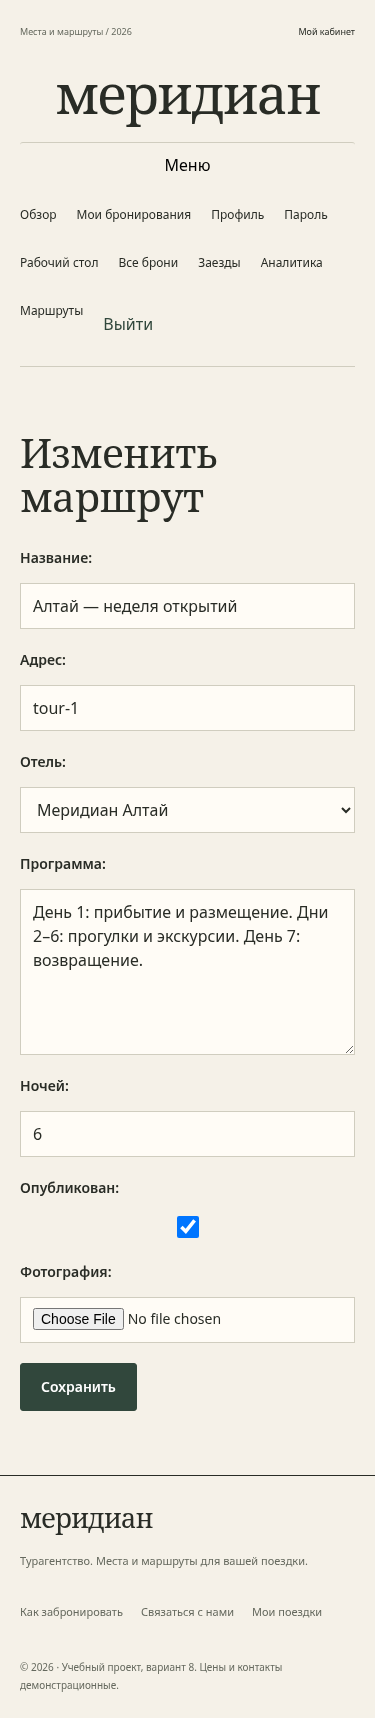 Места и маршруты / 2026 Мой кабинет
меридиан
Меню
Обзор Мои бронирования Профиль Пароль
Рабочий стол Все брони Заезды Аналитика
Маршруты Выйти
Изменить
маршрут
Название:
Алтай — неделя открытий
Адрес:
tour-1
Отель:
Меридиан Алтай
Программа:
День 1: прибытие и размещение. Дни
2–6: прогулки и экскурсии. День 7:
возвращение.
Ночей:
6
Опубликован:
Фотография:
Choose File No file chosen
Сохранить
меридиан
Турагентство. Места и маршруты для вашей поездки.
Как забронировать Связаться с нами Мои поездки
© 2026 · Учебный проект, вариант 8. Цены и контакты
демонстрационные.